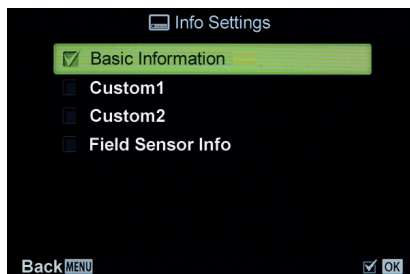 Info Settings
Basic Information
Custom1
Custom2
Field Sensor Info
Back MENU OK